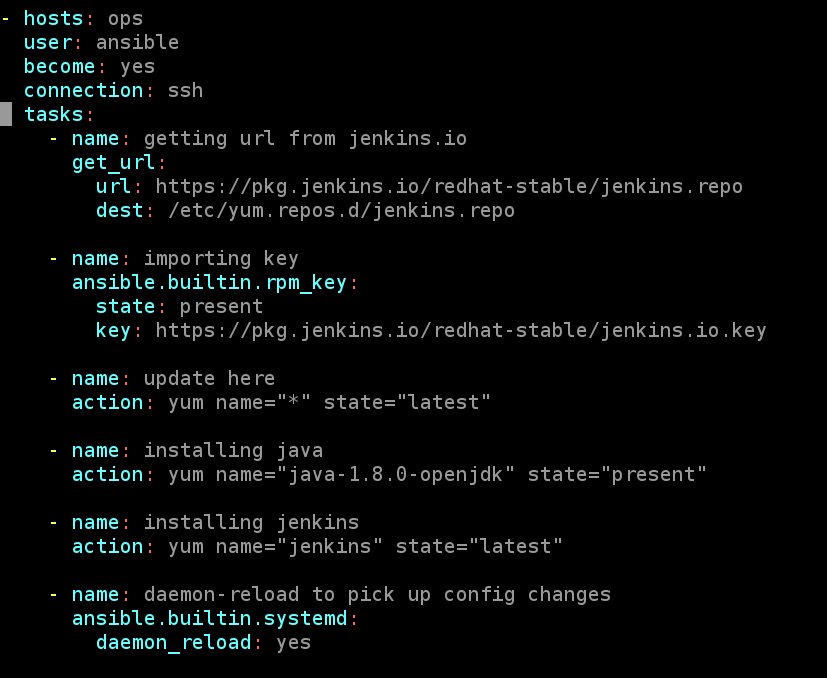 - hosts: ops
  user: ansible
  become: yes
  connection: ssh
  tasks:
    - name: getting url from jenkins.io
      get_url:
        url: https://pkg.jenkins.io/redhat-stable/jenkins.repo
        dest: /etc/yum.repos.d/jenkins.repo

    - name: importing key
      ansible.builtin.rpm_key:
        state: present
        key: https://pkg.jenkins.io/redhat-stable/jenkins.io.key

    - name: update here
      action: yum name="*" state="latest"

    - name: installing java
      action: yum name="java-1.8.0-openjdk" state="present"

    - name: installing jenkins
      action: yum name="jenkins" state="latest"

    - name: daemon-reload to pick up config changes
      ansible.builtin.systemd:
        daemon_reload: yes